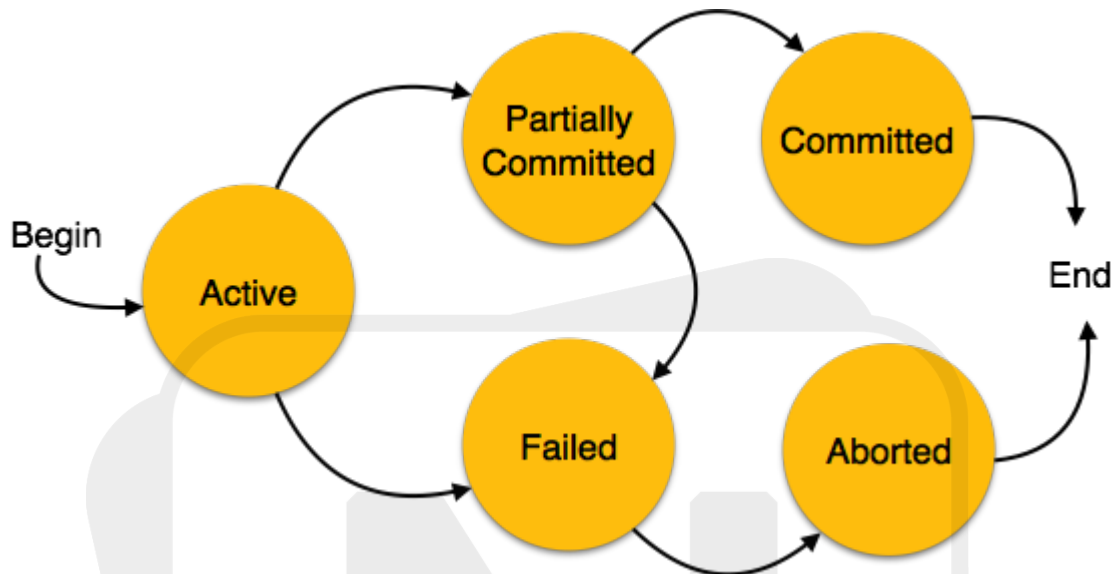 Partially
Committed
Committed
Begin
Active
End
Failed
Aborted